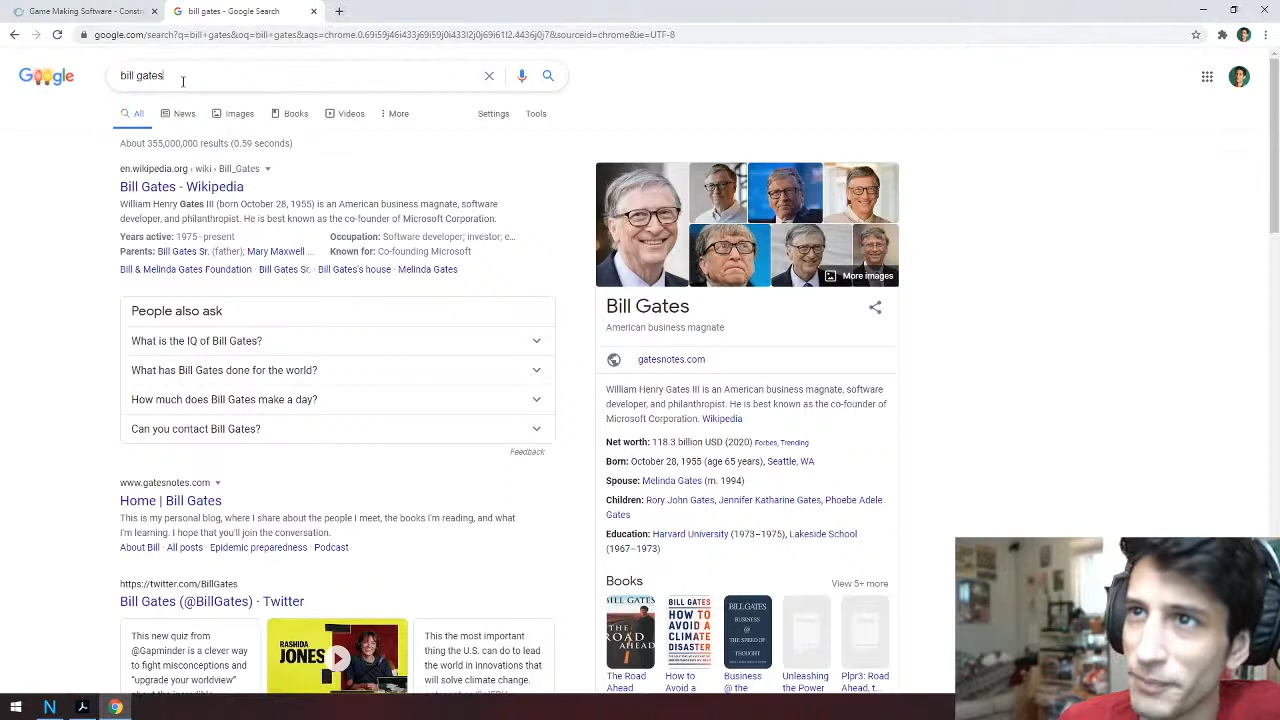 Game Making Software - Constr
bill gates - Google Search
google.com/search?q=bill+gates&oq=bill+gates&aqs=chrome.0.69i59j46i433j69i59j0i433l2j0j69i61l2.4436j0j7&sourceid=chrome&ie=UTF-8
bill gates
All News Images Books Videos More Settings Tools
About 355,000,000 results (0.59 seconds)
en.wikipedia.org › wiki › Bill_Gates
Bill Gates - Wikipedia
William Henry Gates III (born October 28, 1955) is an American business magnate, software
developer, and philanthropist. He is best known as the co-founder of Microsoft Corporation.
Years active: 1975–present Occupation: Software developer; investor; e...
Parents: Bill Gates Sr. (father); Mary Maxwell ... Known for: Co-founding Microsoft
Bill & Melinda Gates Foundation · Bill Gates Sr. · Bill Gates's house · Melinda Gates
People also ask
What is the IQ of Bill Gates?
What has Bill Gates done for the world?
How much does Bill Gates make a day?
Can you contact Bill Gates?
Feedback
www.gatesnotes.com
Home | Bill Gates
This is my personal blog, where I share about the people I meet, the books I'm reading, and what
I'm learning. I hope that you'll join the conversation.
About Bill · All posts · Epidemic preparedness · Podcast
https://twitter.com/BillGates
Bill Gates (@BillGates) · Twitter
This new quiz from
@Gapminder is a clever way
to fight misconceptions and
"upgrade your worldview"
RASHIDA
JONES
This the most important
thing the U.S. can do to lead
the world in innovations that
will solve climate change.
More images
Bill Gates
American business magnate
gatesnotes.com
William Henry Gates III is an American business magnate, software
developer, and philanthropist. He is best known as the co-founder of
Microsoft Corporation. Wikipedia
Net worth: 118.3 billion USD (2020) Forbes, Trending
Born: October 28, 1955 (age 65 years), Seattle, WA
Spouse: Melinda Gates (m. 1994)
Children: Rory John Gates, Jennifer Katharine Gates, Phoebe Adele
Gates
Education: Harvard University (1973–1975), Lakeside School
(1967–1973)
Books
View 5+ more
BILL GATES
THE ROAD
AHEAD
BILL GATES
HOW TO
AVOID A
CLIMATE
DISASTER
BILL GATES
BUSINESS
@
THE SPEED OF
THOUGHT
The Road
Ahead
How to
Avoid a
Business
@ the
Unleashing
the Power
Plpr3: Road
Ahead, t...